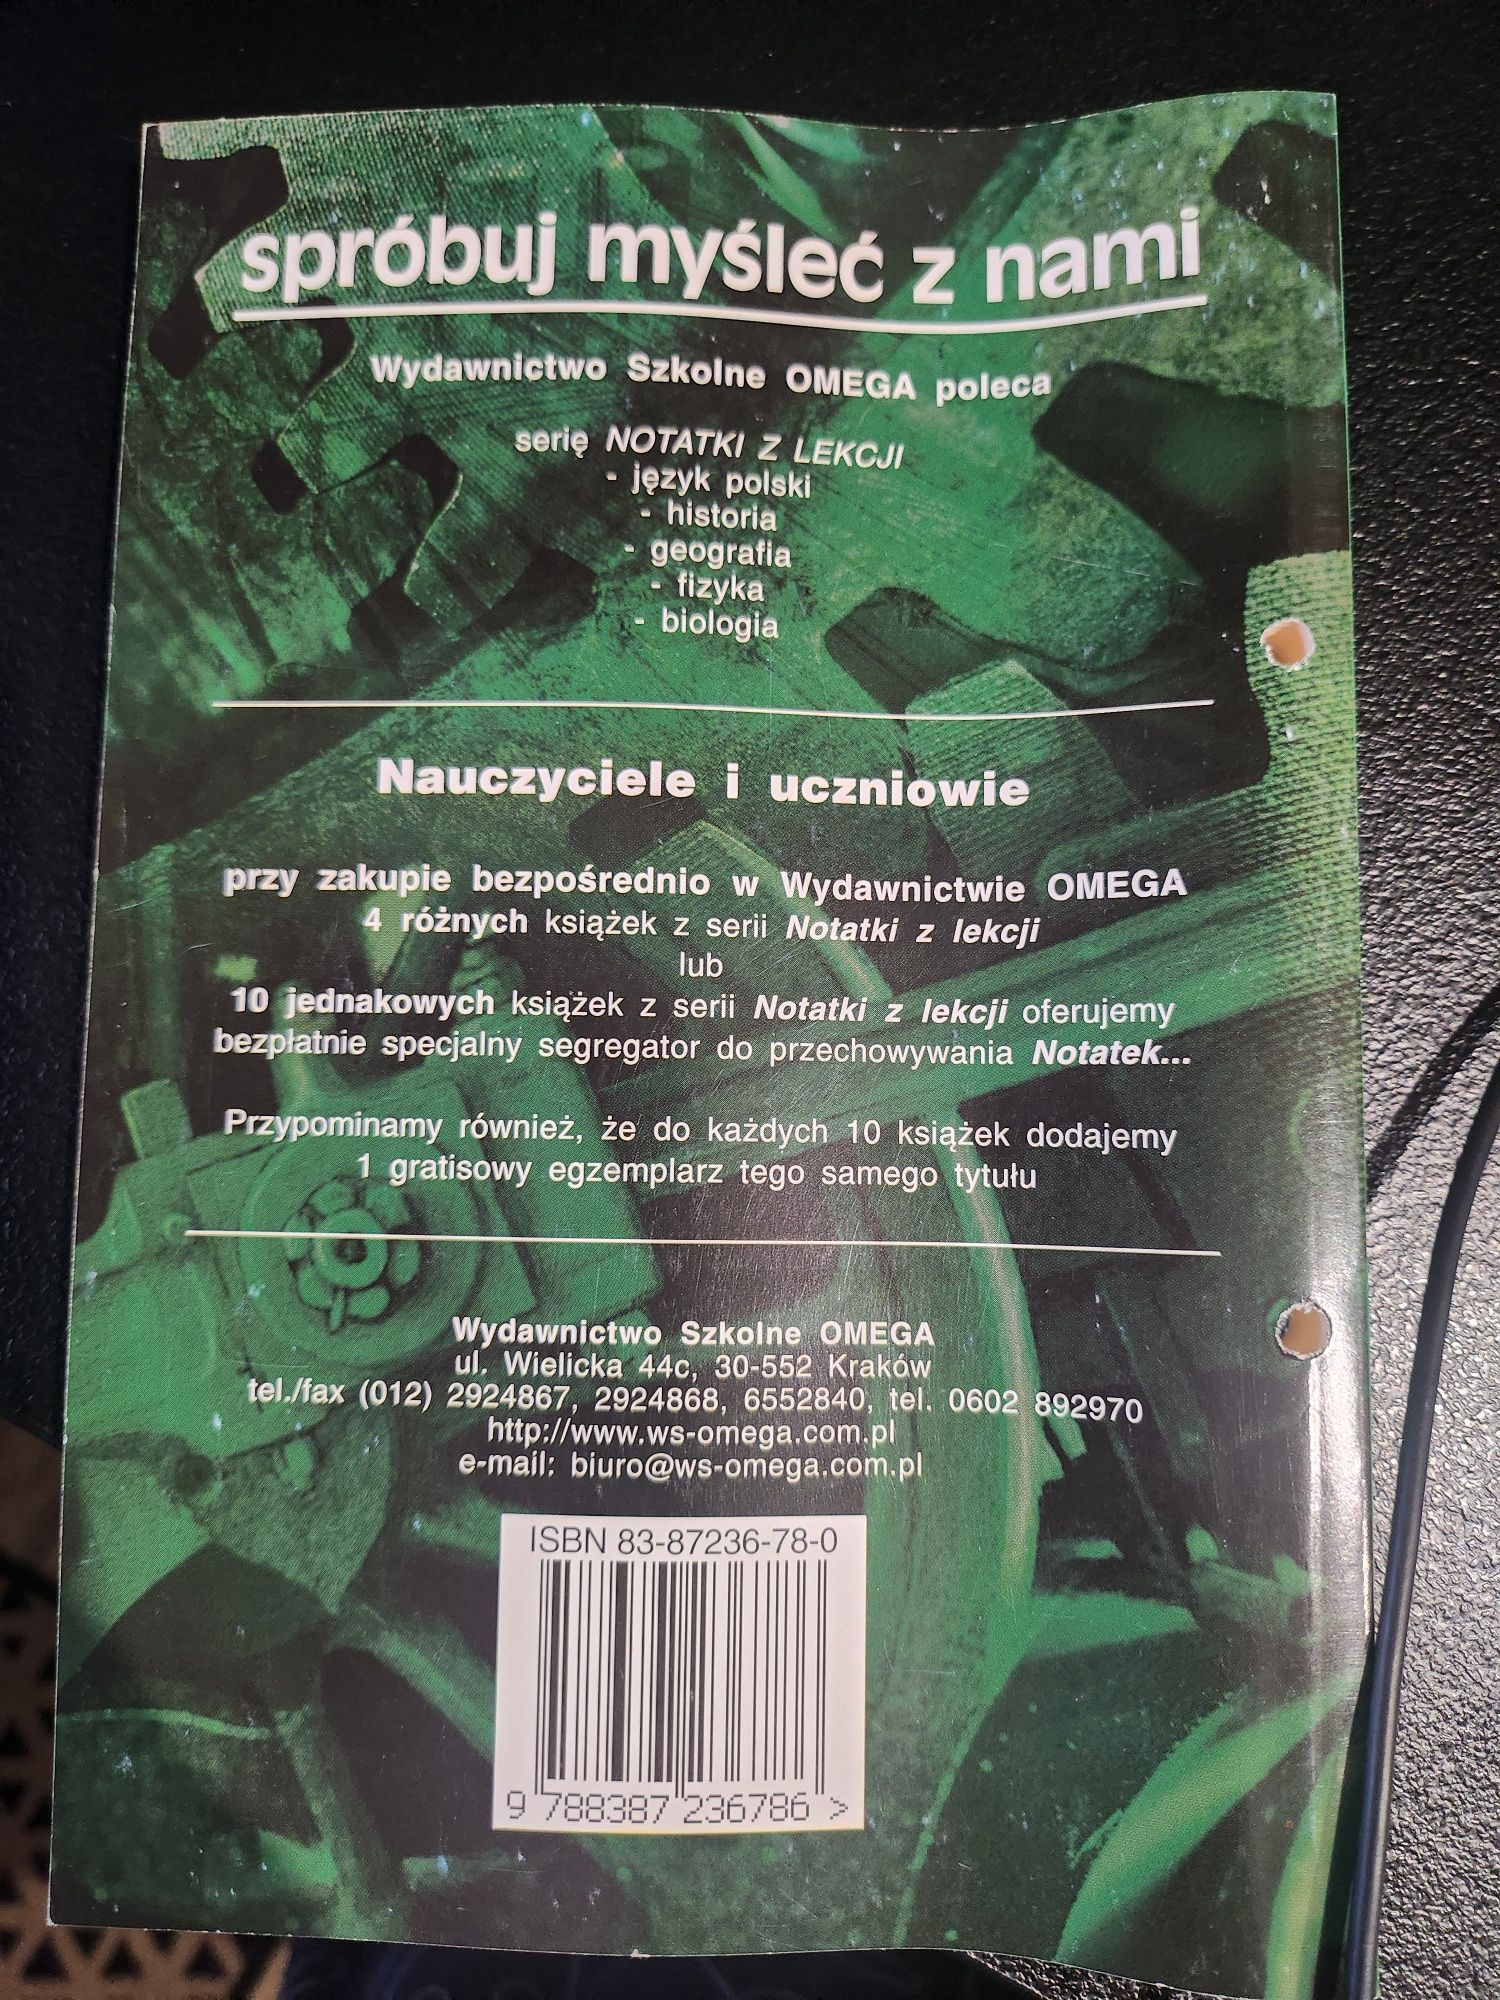 spróbuj myśleć z nami
Wydawnictwo Szkolne OMEGA poleca
serię NOTATKI Z LEKCJI
- język polski
- historia
- geografia
- fizyka
- biologia
Nauczyciele i uczniowie
przy zakupie bezpośrednio w Wydawnictwie OMEGA
4 różnych książek z serii Notatki z lekcji
lub
10 jednakowych książek z serii Notatki z lekcji oferujemy
bezpłatnie specjalny segregator do przechowywania Notatek...
Przypominamy również, że do każdych 10 książek dodajemy
1 gratisowy egzemplarz tego samego tytułu
Wydawnictwo Szkolne OMEGA
ul. Wielicka 44c, 30-552 Kraków
tel./fax (012) 2924867, 2924868, 6552840, tel. 0602 892970
http://www.ws-omega.com.pl
e-mail: biuro@ws-omega.com.pl
ISBN 83-87236-78-0
9 788387 236786 >